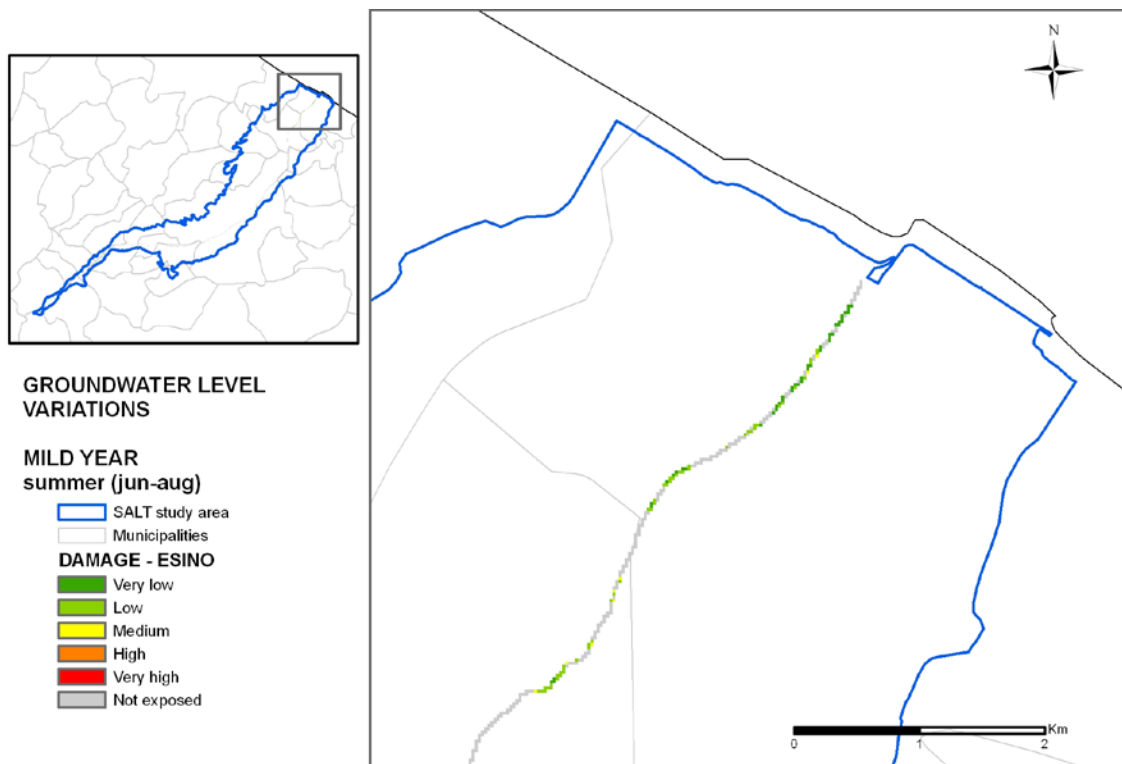 GROUNDWATER LEVEL
VARIATIONS
MILD YEAR
summer (jun-aug)
SALT study area
Municipalities
DAMAGE - ESINO
Very low
Low
Medium
High
Very high
Not exposed
N
Km
0 1 2